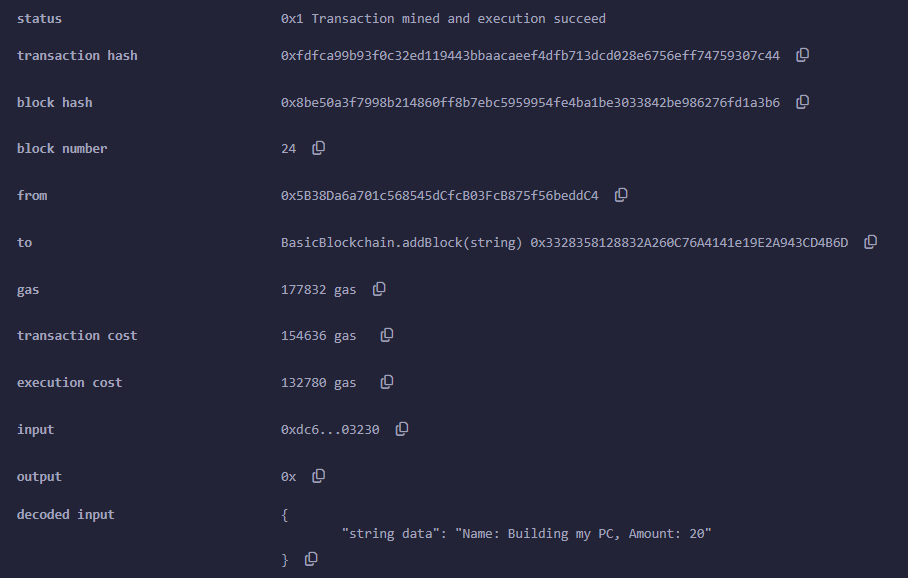 status 0x1 Transaction mined and execution succeed
transaction hash 0xfdfca99b93f0c32ed119443bbaacaeef4dfb713dcd028e6756eff74759307c44
block hash 0x8be50a3f7998b214860ff8b7ebc5959954fe4ba1be3033842be986276fd1a3b6
block number 24
from 0x5B38Da6a701c568545dCfcB03FcB875f56beddC4
to BasicBlockchain.addBlock(string) 0x3328358128832A260C76A4141e19E2A943CD4B6D
gas 177832 gas
transaction cost 154636 gas
execution cost 132780 gas
input 0xdc6...03230
output 0x
decoded input {
"string data": "Name: Building my PC, Amount: 20"
}